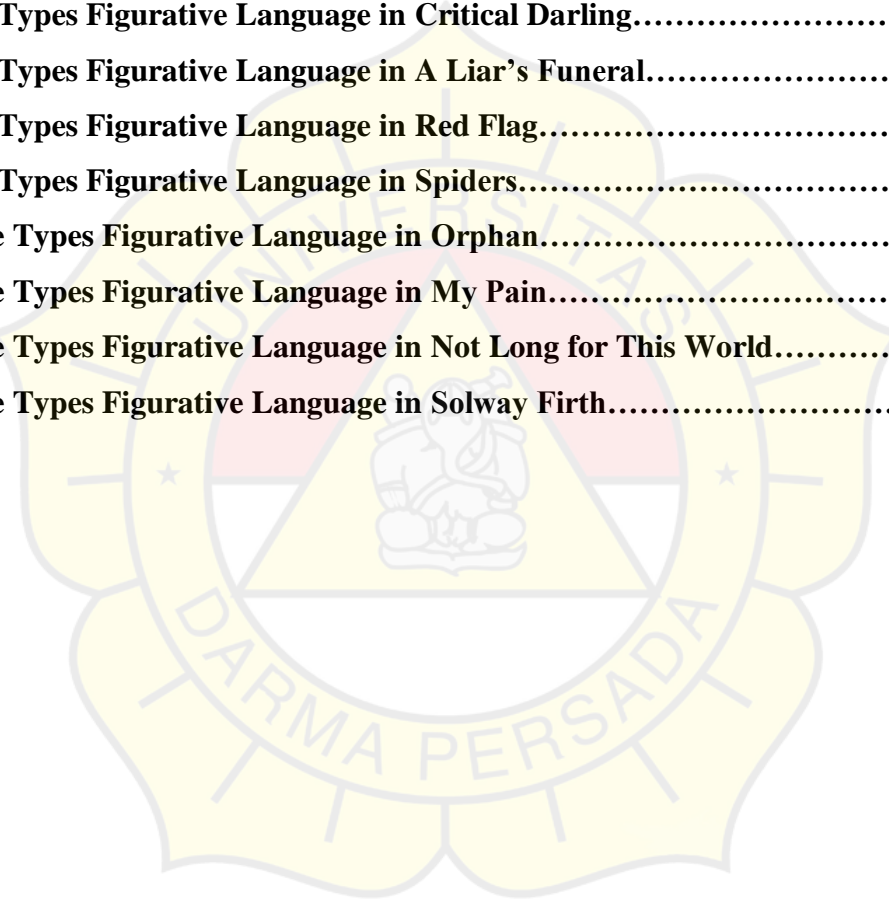 Types Figurative Language in Critical Darling……………………
Types Figurative Language in A Liar’s Funeral……………………
Types Figurative Language in Red Flag………………………………
Types Figurative Language in Spiders…………………………………
e Types Figurative Language in Orphan………………………………
e Types Figurative Language in My Pain……………………………
e Types Figurative Language in Not Long for This World…………
e Types Figurative Language in Solway Firth………………………
UNIVERSITAS
DARMA PERSADA